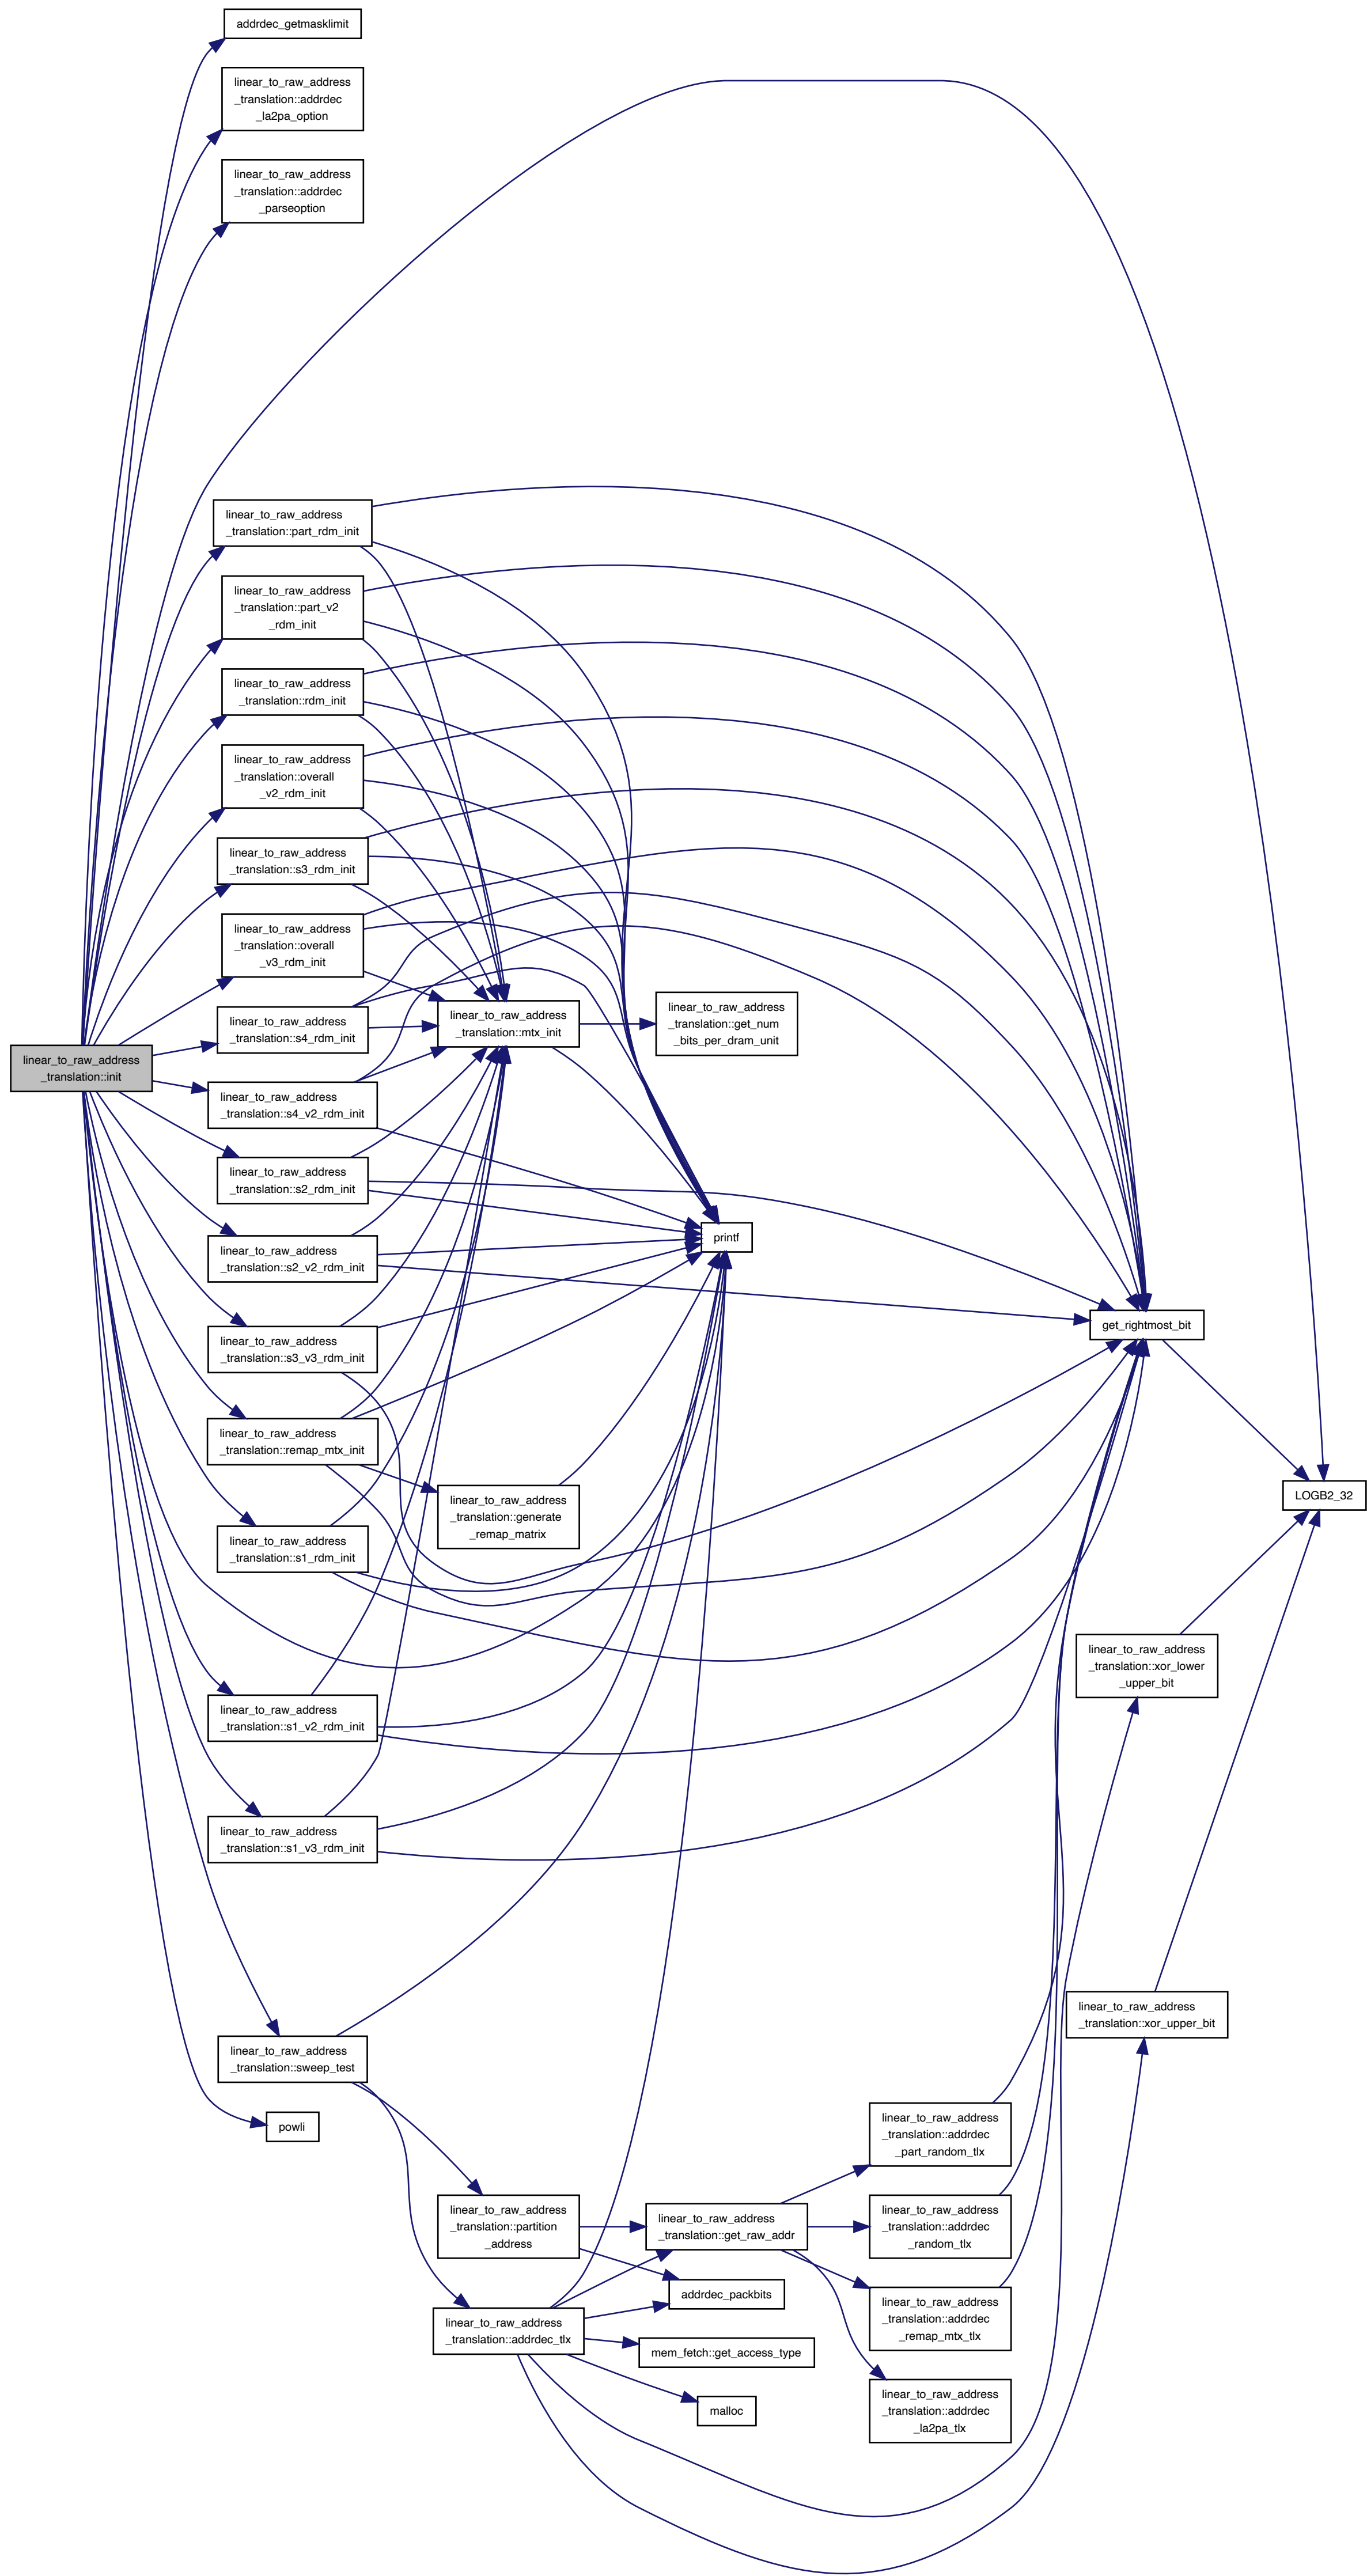 addrdec_getmasklimit
linear_to_raw_address
_translation::addrdec
_la2pa_option
linear_to_raw_address
_translation::addrdec
_parseoption
linear_to_raw_address
_translation::part_rdm_init
linear_to_raw_address
_translation::part_v2
_rdm_init
linear_to_raw_address
_translation::rdm_init
linear_to_raw_address
_translation::overall
_v2_rdm_init
linear_to_raw_address
_translation::s3_rdm_init
linear_to_raw_address
_translation::overall
_v3_rdm_init
linear_to_raw_address
_translation::s4_rdm_init
linear_to_raw_address
_translation::mtx_init
linear_to_raw_address
_translation::get_num
_bits_per_dram_unit
linear_to_raw_address
_translation::init
linear_to_raw_address
_translation::s4_v2_rdm_init
linear_to_raw_address
_translation::s2_rdm_init
linear_to_raw_address
_translation::s2_v2_rdm_init
printf
linear_to_raw_address
_translation::s3_v3_rdm_init
get_rightmost_bit
linear_to_raw_address
_translation::remap_mtx_init
linear_to_raw_address
_translation::generate
_remap_matrix
LOGB2_32
linear_to_raw_address
_translation::s1_rdm_init
linear_to_raw_address
_translation::xor_lower
_upper_bit
linear_to_raw_address
_translation::s1_v2_rdm_init
linear_to_raw_address
_translation::s1_v3_rdm_init
linear_to_raw_address
_translation::xor_upper_bit
linear_to_raw_address
_translation::sweep_test
powli
linear_to_raw_address
_translation::addrdec
_part_random_tlx
linear_to_raw_address
_translation::partition
_address
linear_to_raw_address
_translation::get_raw_addr
linear_to_raw_address
_translation::addrdec
_random_tlx
addrdec_packbits
linear_to_raw_address
_translation::addrdec
_remap_mtx_tlx
linear_to_raw_address
_translation::addrdec_tlx
mem_fetch::get_access_type
malloc
linear_to_raw_address
_translation::addrdec
_la2pa_tlx